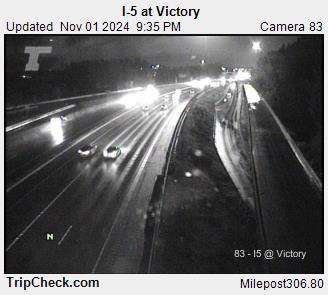 I-5 at Victory
Updated  Nov 01 2024  9:35 PM
Camera 83
T
N
83 - I5 @ Victory
TripCheck.com
Milepost306.80